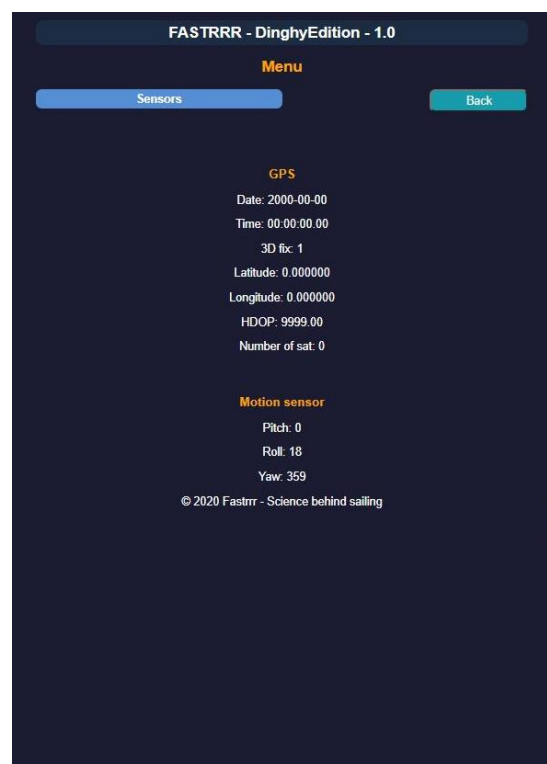 FASTRRR - DinghyEdition - 1.0
Menu
Sensors
Back
GPS
Date: 2000-00-00
Time: 00:00:00.00
3D fix: 1
Latitude: 0.000000
Longitude: 0.000000
HDOP: 9999.00
Number of sat: 0
Motion sensor
Pitch: 0
Roll: 18
Yaw: 359
© 2020 Fastrrr - Science behind sailing